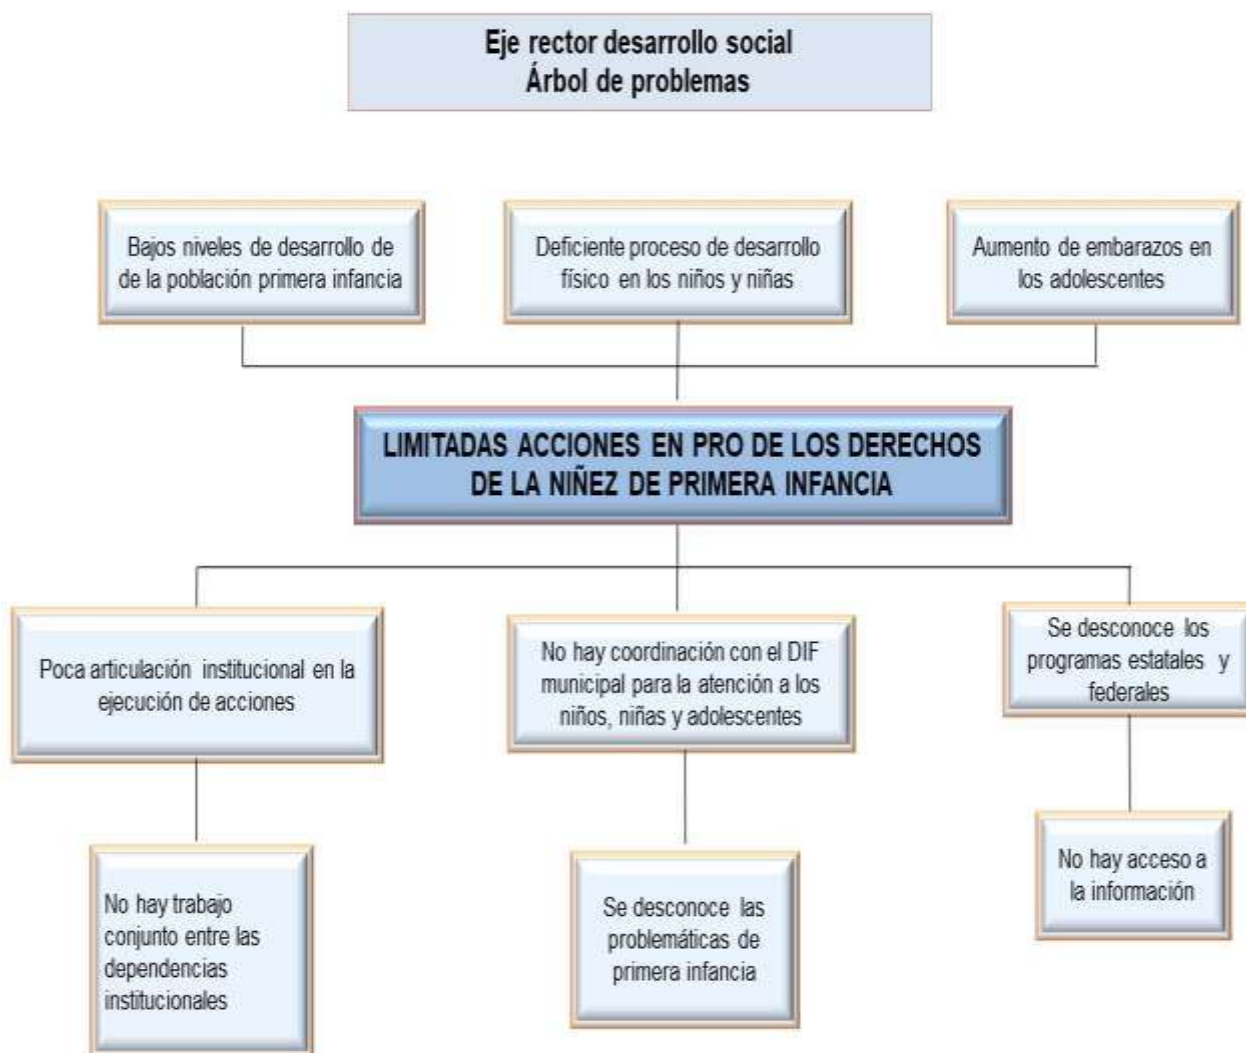 Eje rector desarrollo social
Árbol de problemas
Bajos niveles de desarrollo de
de la población primera infancia
Deficiente proceso de desarrollo
físico en los niños y niñas
Aumento de embarazos en
los adolescentes
LIMITADAS ACCIONES EN PRO DE LOS DERECHOS
DE LA NIÑEZ DE PRIMERA INFANCIA
Poca articulación institucional en la
ejecución de acciones
No hay coordinación con el DIF
municipal para la atención a los
niños, niñas y adolescentes
Se desconoce los
programas estatales y
federales
No hay trabajo
conjunto entre las
dependencias
institucionales
Se desconoce las
problemáticas de
primera infancia
No hay acceso a
la información